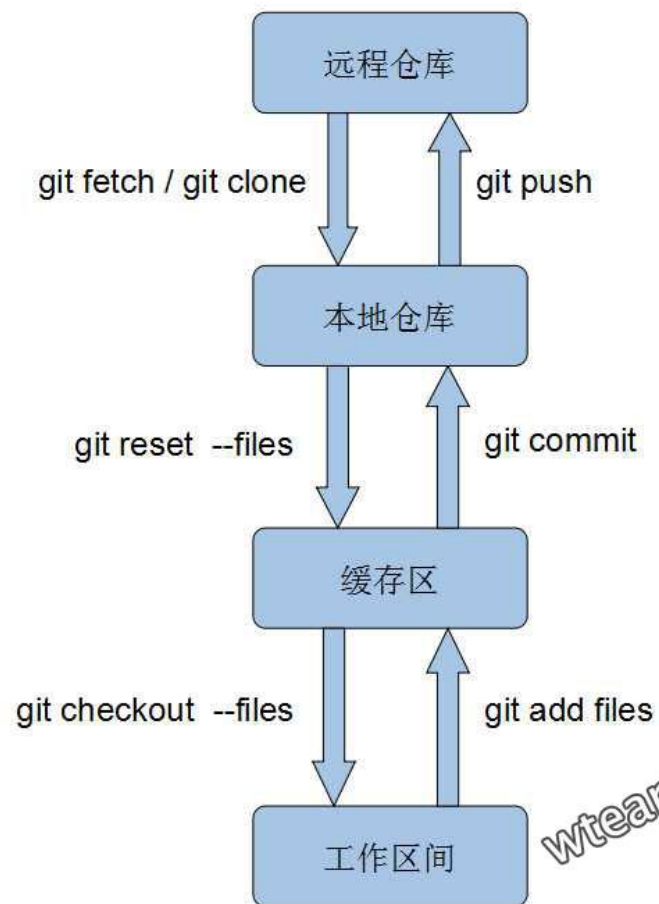 远程仓库
git fetch / git clone
git push
本地仓库
git reset --files
git commit
缓存区
git checkout --files
git add files
工作区间